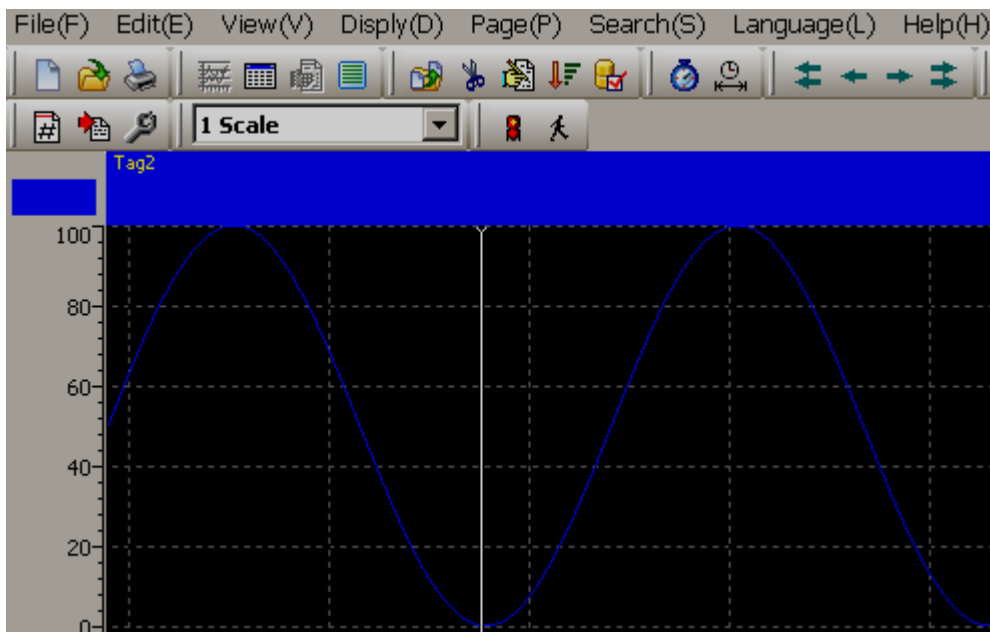 File(F) Edit(E) View(V) Disply(D) Page(P) Search(S) Language(L) Help(H)
1 Scale
Tag2
100
80
60
40
20
0